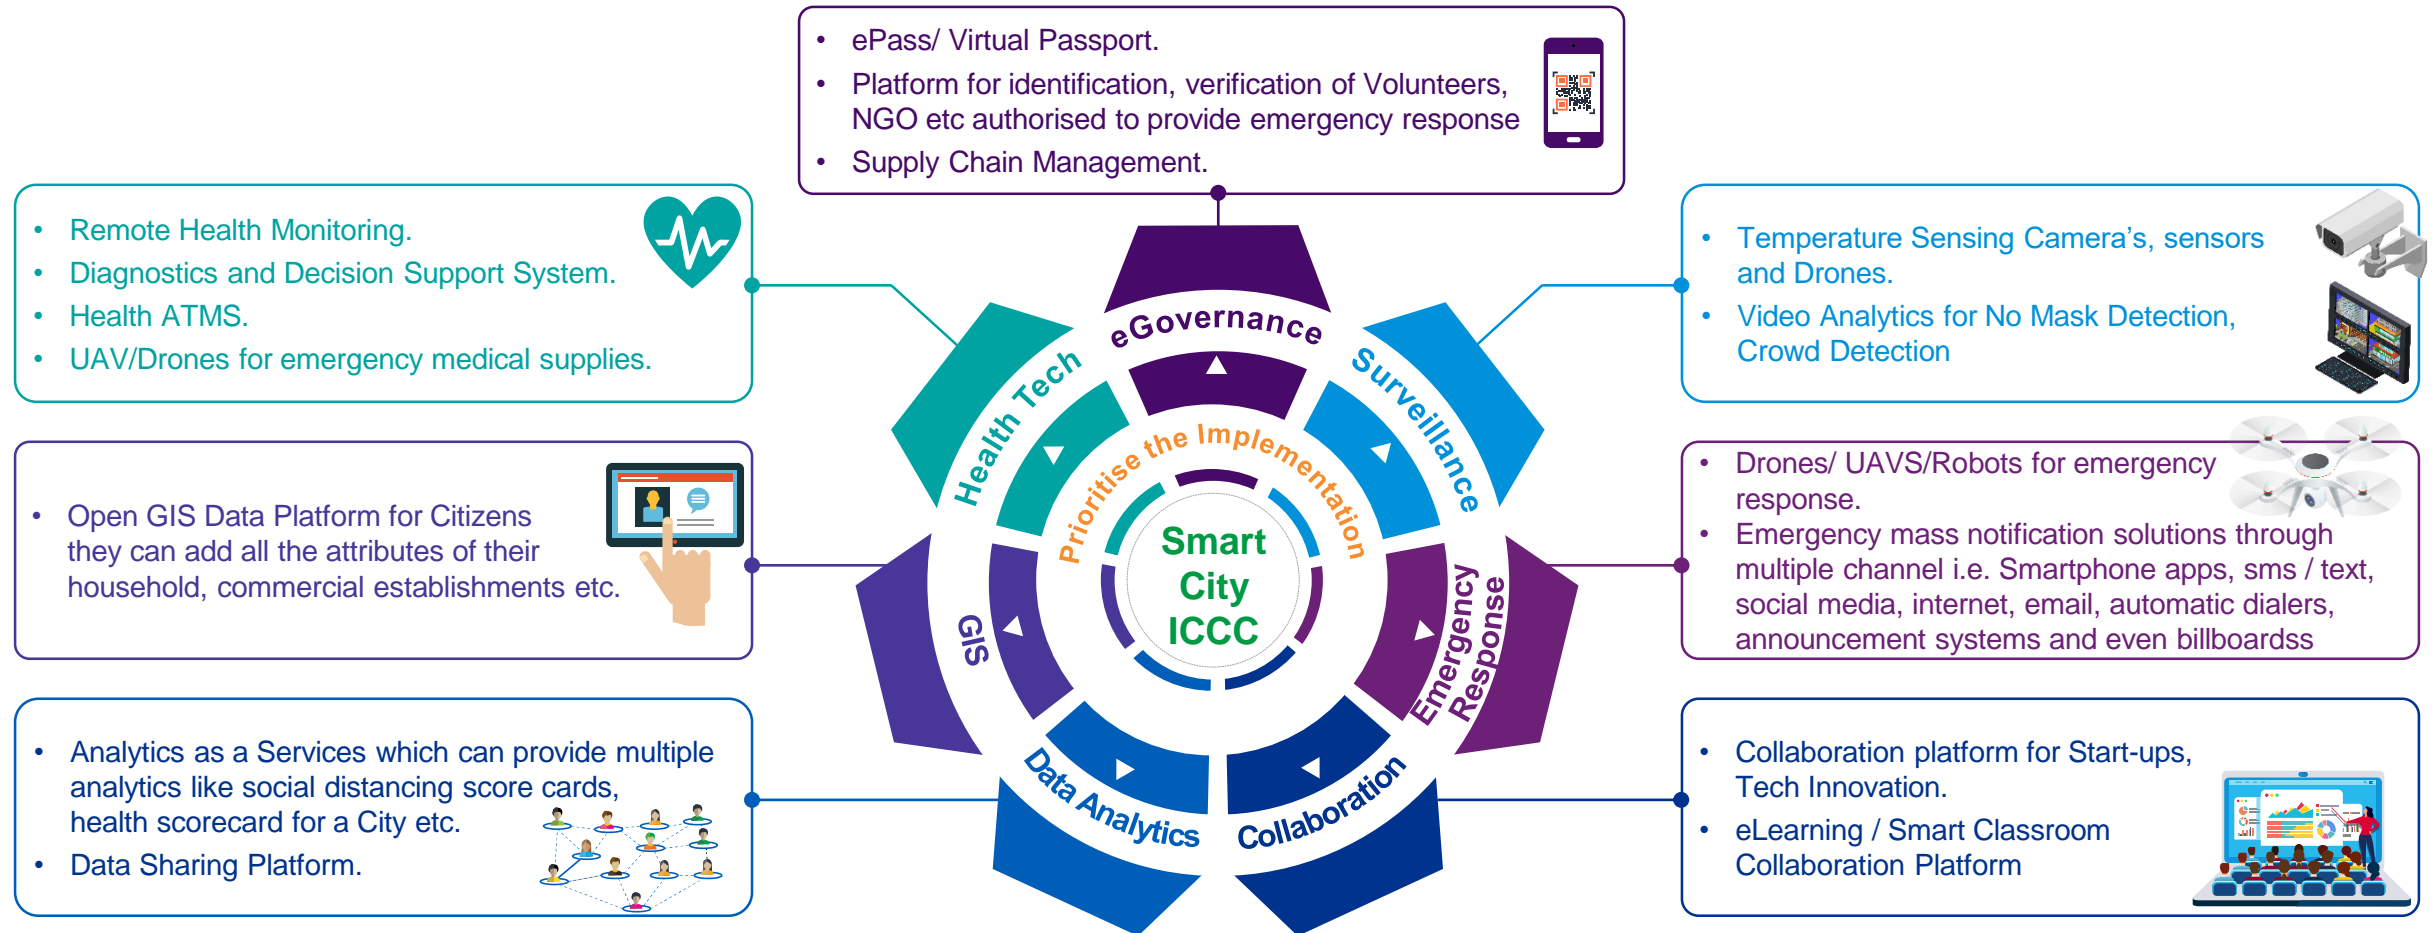 • ePass/ Virtual Passport.
• Platform for identification, verification of Volunteers,
NGO etc authorised to provide emergency response
• Supply Chain Management.
• Remote Health Monitoring.
• Diagnostics and Decision Support System.
• Health ATMS.
• UAV/Drones for emergency medical supplies.
• Open GIS Data Platform for Citizens
they can add all the attributes of their
household, commercial establishments etc.
• Analytics as a Services which can provide multiple
analytics like social distancing score cards,
health scorecard for a City etc.
• Data Sharing Platform.
eGovernance
Health Tech
Surveillance
Prioritise the Implementation
Smart
City
ICCC
GIS
Emergency
Response
Data Analytics
Collaboration
• Temperature Sensing Camera’s, sensors
and Drones.
• Video Analytics for No Mask Detection,
Crowd Detection
• Drones/ UAVS/Robots for emergency
response.
• Emergency mass notification solutions through
multiple channel i.e. Smartphone apps, sms / text,
social media, internet, email, automatic dialers,
announcement systems and even billboardss
• Collaboration platform for Start-ups,
Tech Innovation.
• eLearning / Smart Classroom
Collaboration Platform